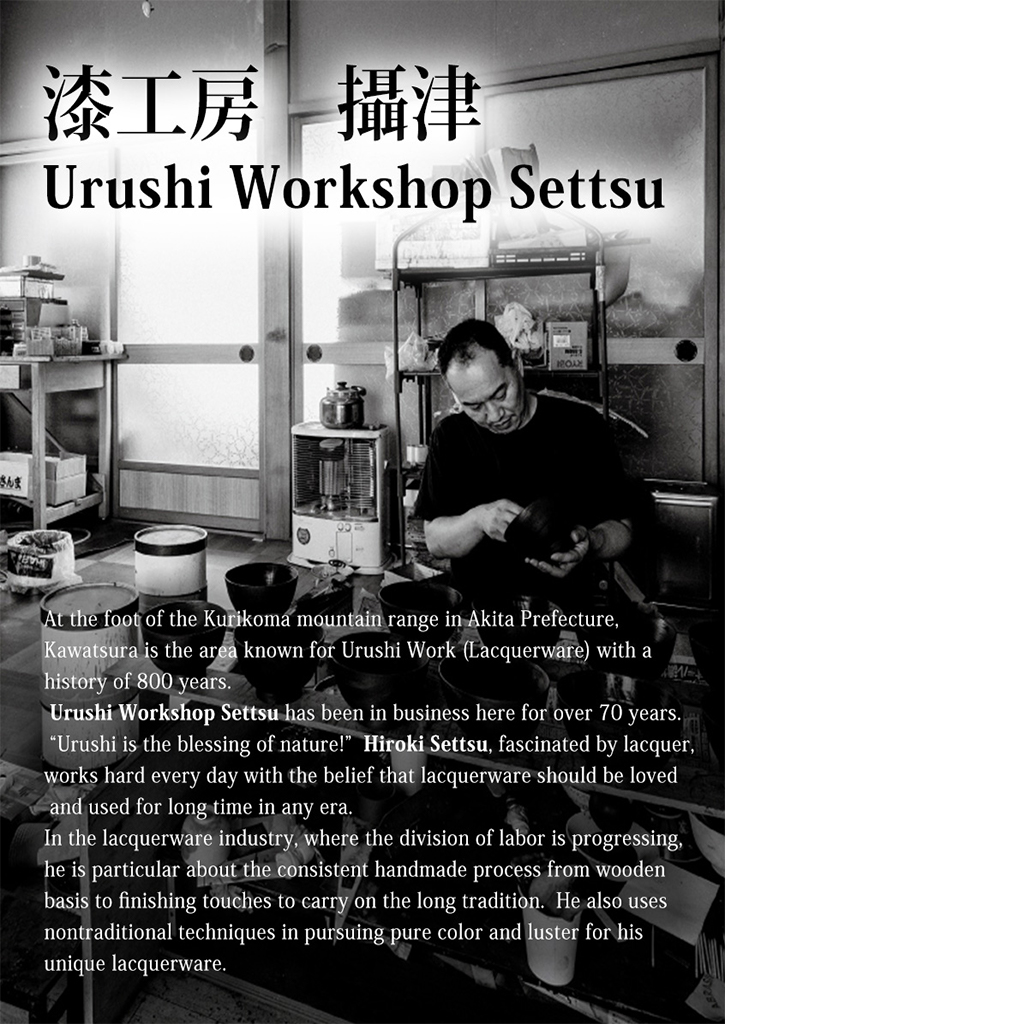 漆工房　攝津
Urushi Workshop Settsu
RYOBI
さんま
At the foot of the Kurikoma mountain range in Akita Prefecture,
Kawatsura is the area known for Urushi Work (Lacquerware) with a
history of 800 years.
Urushi Workshop Settsu has been in business here for over 70 years.
“Urushi is the blessing of nature!” Hiroki Settsu, fascinated by lacquer,
works hard every day with the belief that lacquerware should be loved
and used for long time in any era.
In the lacquerware industry, where the division of labor is progressing,
he is particular about the consistent handmade process from wooden
basis to finishing touches to carry on the long tradition. He also uses
nontraditional techniques in pursuing pure color and luster for his
unique lacquerware.